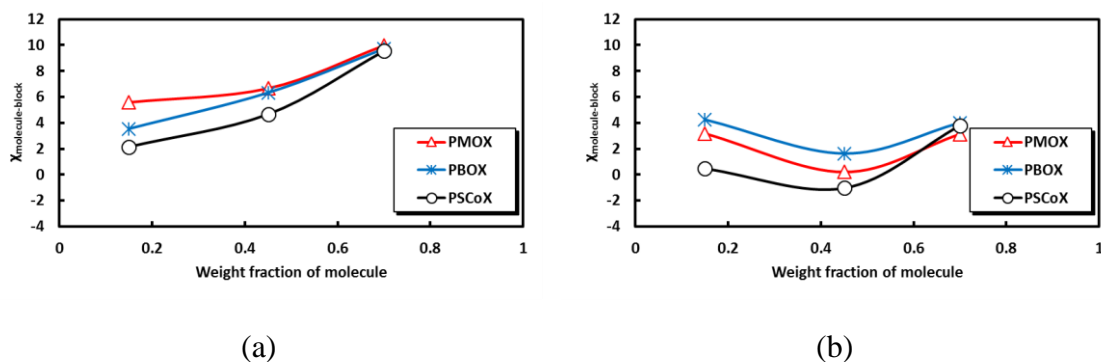 12
10
8
6
4
2
0
-2
-4
χmolecule-block
0
0.2
0.4
0.6
0.8
1
Weight fraction of molecule
PMOX
PBOX
PSCoX
(a)
12
10
8
6
4
2
0
-2
-4
χmolecule-block
0
0.2
0.4
0.6
0.8
1
Weight fraction of molecule
PMOX
PBOX
PSCoX
(b)